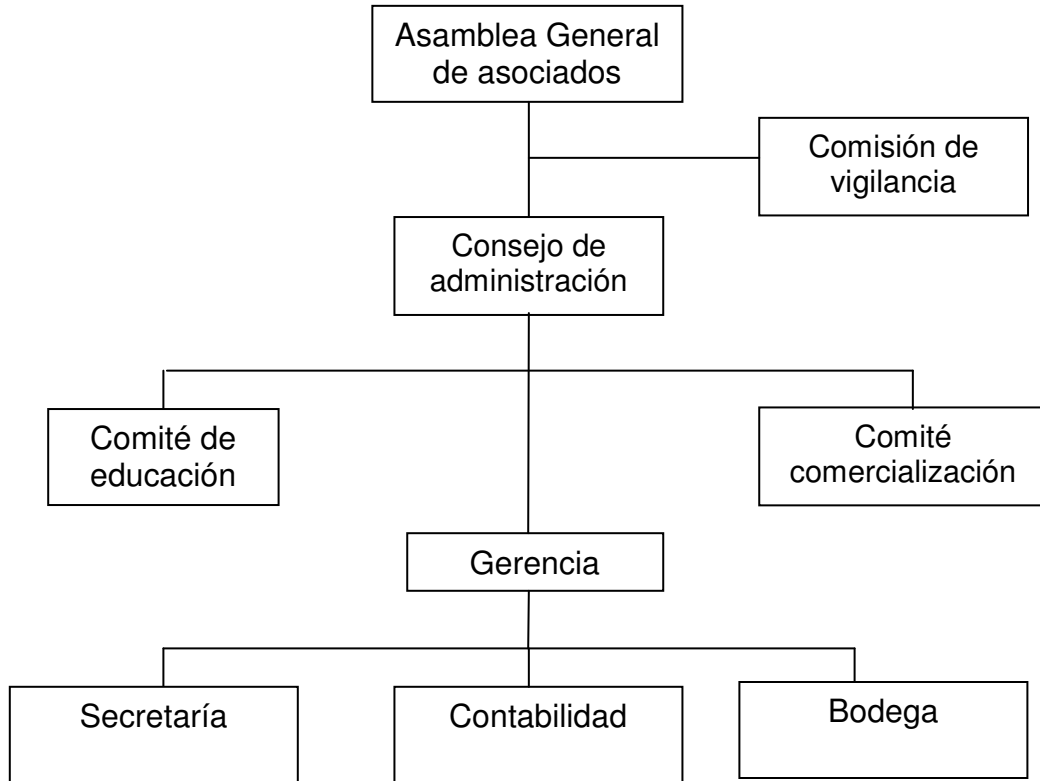 Asamblea General
de asociados
Comisión de
vigilancia
Consejo de
administración
Comité de
educación
Comité
comercialización
Gerencia
Secretaría
Contabilidad
Bodega